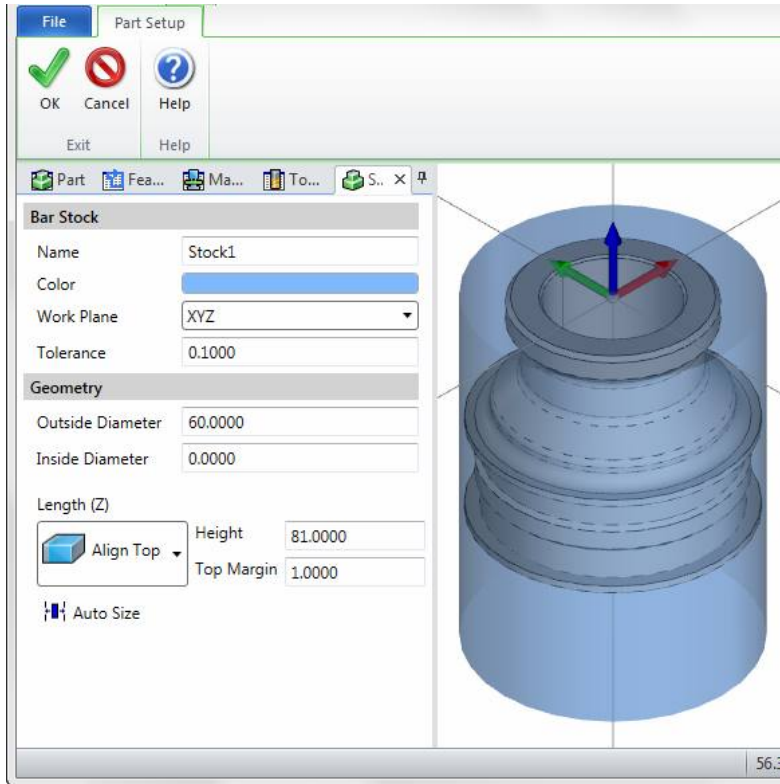 File Part Setup
OK Cancel Help
Exit Help
Part Fea... Ma... To... S..
Bar Stock
Name Stock1
Color
Work Plane XYZ
Tolerance 0.1000
Geometry
Outside Diameter 60.0000
Inside Diameter 0.0000
Length (Z)
Align Top Height 81.0000
Top Margin 1.0000
Auto Size
56.3